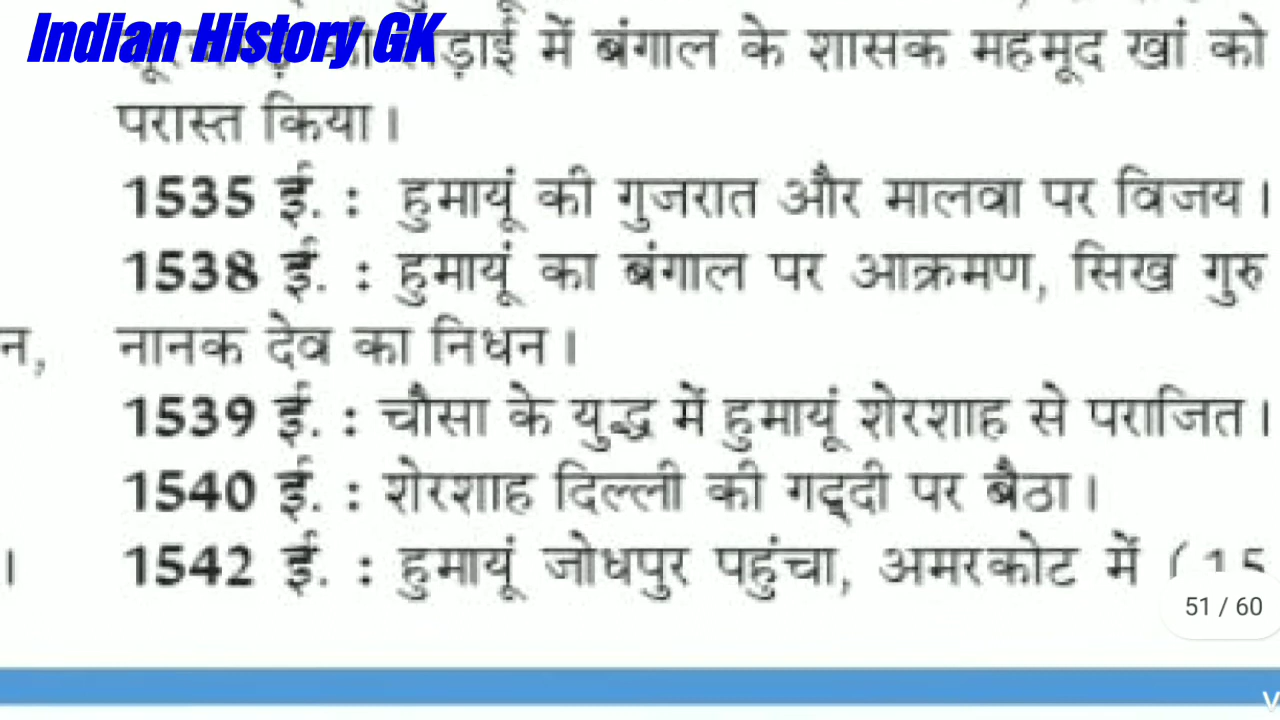 Indian History GK
में बंगाल के शासक महमूद खां को
परास्त किया।
1535 ई. : हुमायूं की गुजरात और मालवा पर विजय।
1538 ई. : हुमायूं का बंगाल पर आक्रमण, सिख गुरु
न, नानक देव का निधन।
1539 ई. : चौसा के युद्ध में हुमायूं शेरशाह से पराजित।
1540 ई. : शेरशाह दिल्ली की गद्दी पर बैठा।
। 1542 ई. : हुमायूं जोधपुर पहुंचा, अमरकोट में (15
51 / 60